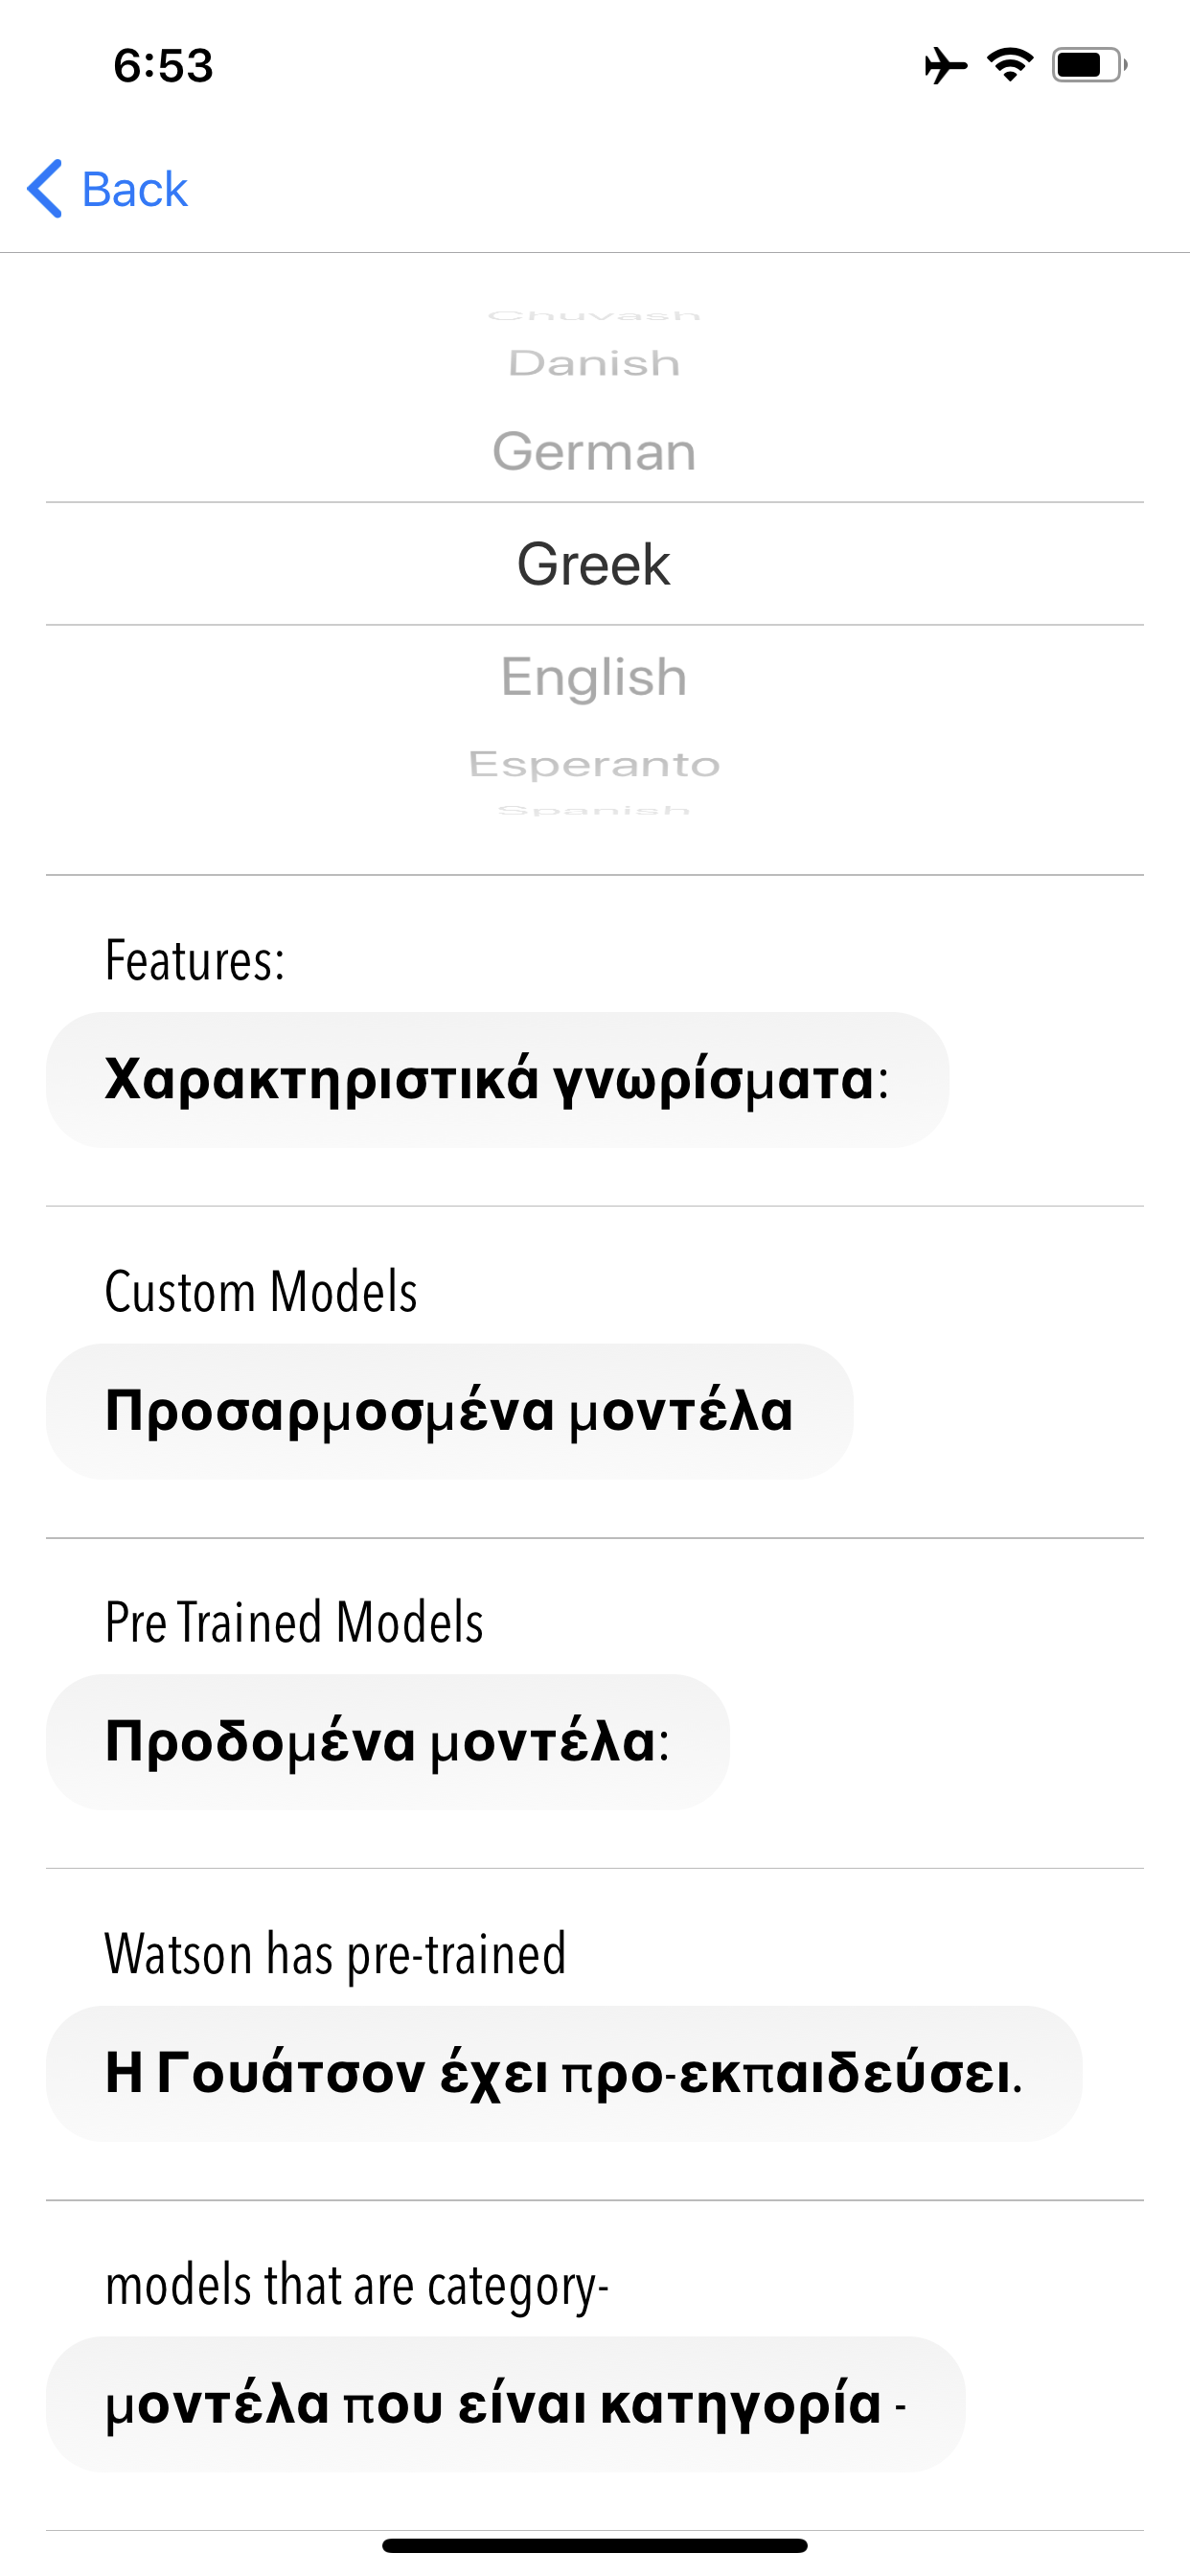 6:53
Back
Chuvash
Danish
German
Greek
English
Esperanto
Spanish
Features:
Χαρακτηριστικά γνωρίσματα:
Custom Models
Προσαρμοσμένα μοντέλα
Pre Trained Models
Προδομένα μοντέλα:
Watson has pre-trained
Η Γουάτσον έχει προ-εκπαιδεύσει.
models that are category-
μοντέλα που είναι κατηγορία -